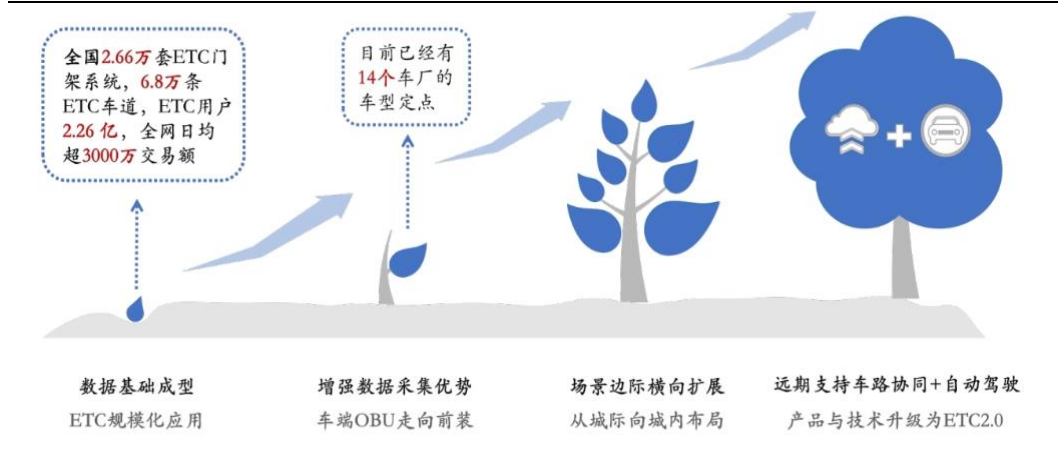 全国2.66万套ETC门
架系统，6.8万条
ETC车道，ETC用户
2.26 亿，全网日均
超3000万交易额
目前已经有
14个车厂的
车型定点
数据基础成型
ETC规模化应用
增强数据采集优势
车端OBU走向前装
场景边际横向扩展
从城际向城内布局
远期支持车路协同+自动驾驶
产品与技术升级为ETC2.0